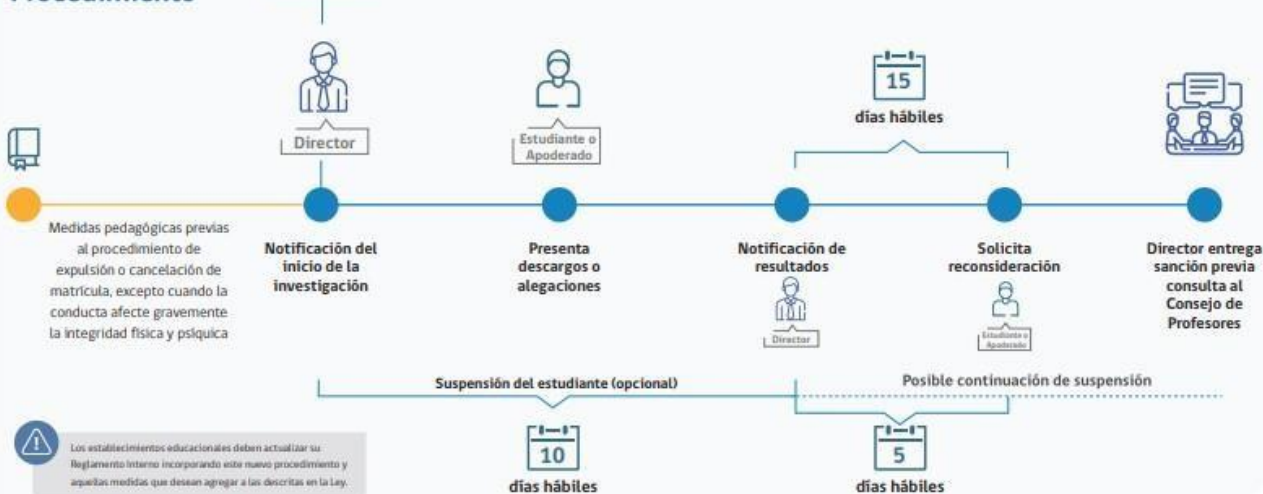 Procedimiento
15
días hábiles
Director
Estudiante o
Apoderado
Medidas pedagógicas previas
al procedimiento de
expulsión o cancelación de
matrícula, excepto cuando la
conducta afecte gravemente
la integridad física y psíquica
Notificación del
inicio de la
investigación
Presenta
descargos o
alegaciones
Notificación de
resultados
Director
Solicita
reconsideración
Estudiante o
Apoderado
Director entrega
sanción previa
consulta al
Consejo de
Profesores
Suspensión del estudiante (opcional)
Posible continuación de suspensión
10
días hábiles
5
días hábiles
Los establecimientos educacionales deben actualizar su
Reglamento Interno incorporando este nuevo procedimiento y
aquellas medidas que desean agregar a las descritas en la Ley.